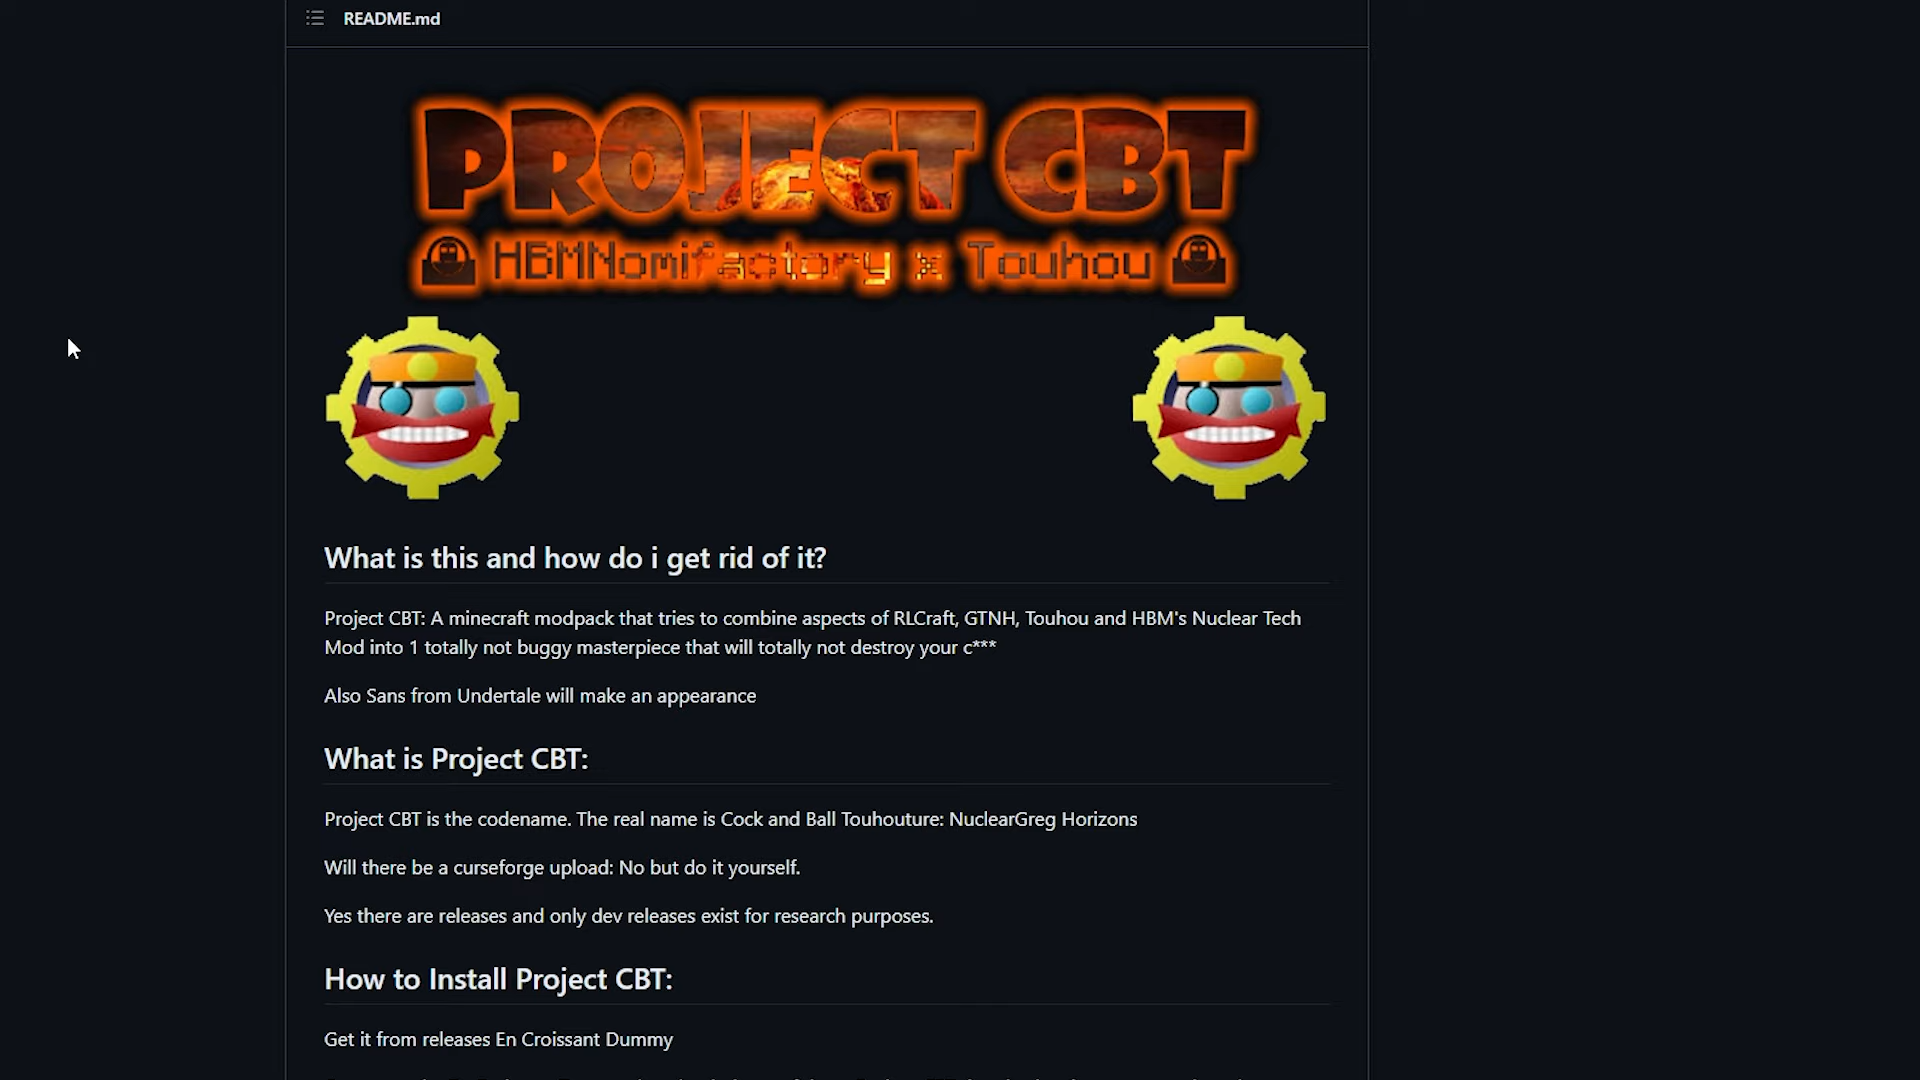 README.md
PROJECT CBT
HBMNomifactory x Touhou
What is this and how do i get rid of it?
Project CBT: A minecraft modpack that tries to combine aspects of RLCraft, GTNH, Touhou and HBM's Nuclear Tech
Mod into 1 totally not buggy masterpiece that will totally not destroy your c***
Also Sans from Undertale will make an appearance
What is Project CBT:
Project CBT is the codename. The real name is Cock and Ball Touhouture: NuclearGreg Horizons
Will there be a curseforge upload: No but do it yourself.
Yes there are releases and only dev releases exist for research purposes.
How to Install Project CBT:
Get it from releases En Croissant Dummy